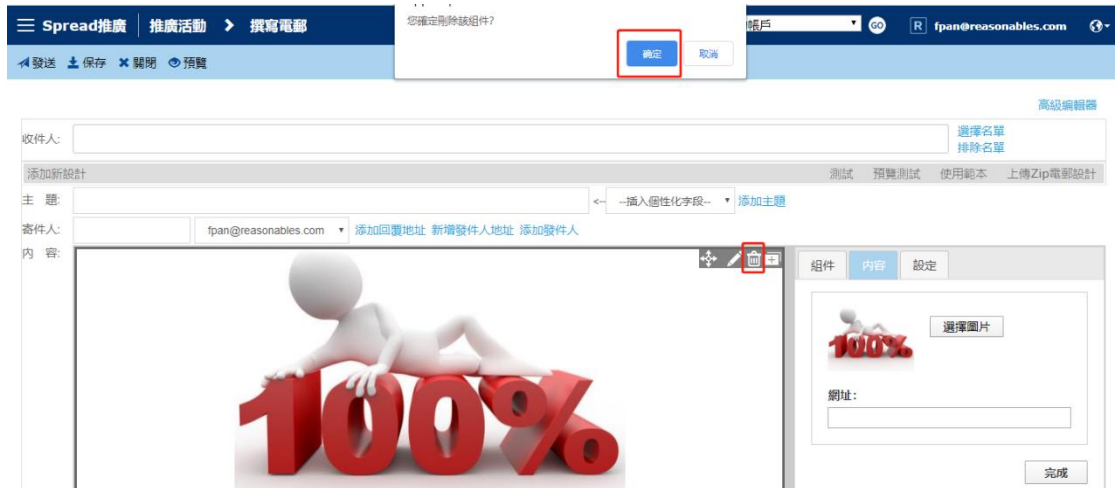 您確定刪除該組件?
确定 取消
Spread推廣 推廣活動 撰寫電郵
帳戶 GO R fpan@reasonables.com
發送 保存 關閉 預覽
高級編輯器
收件人: 選擇名單
排除名單
添加新設計 測試 預覽測試 使用範本 上傳Zip電郵設計
主 題: <-- --插入個性化字段-- 添加主題
寄件人: fpan@reasonables.com 添加回覆地址 新增發件人地址 添加發件人
内 容: 組件 内容 設定
100%
100% 選擇圖片
網址:
完成